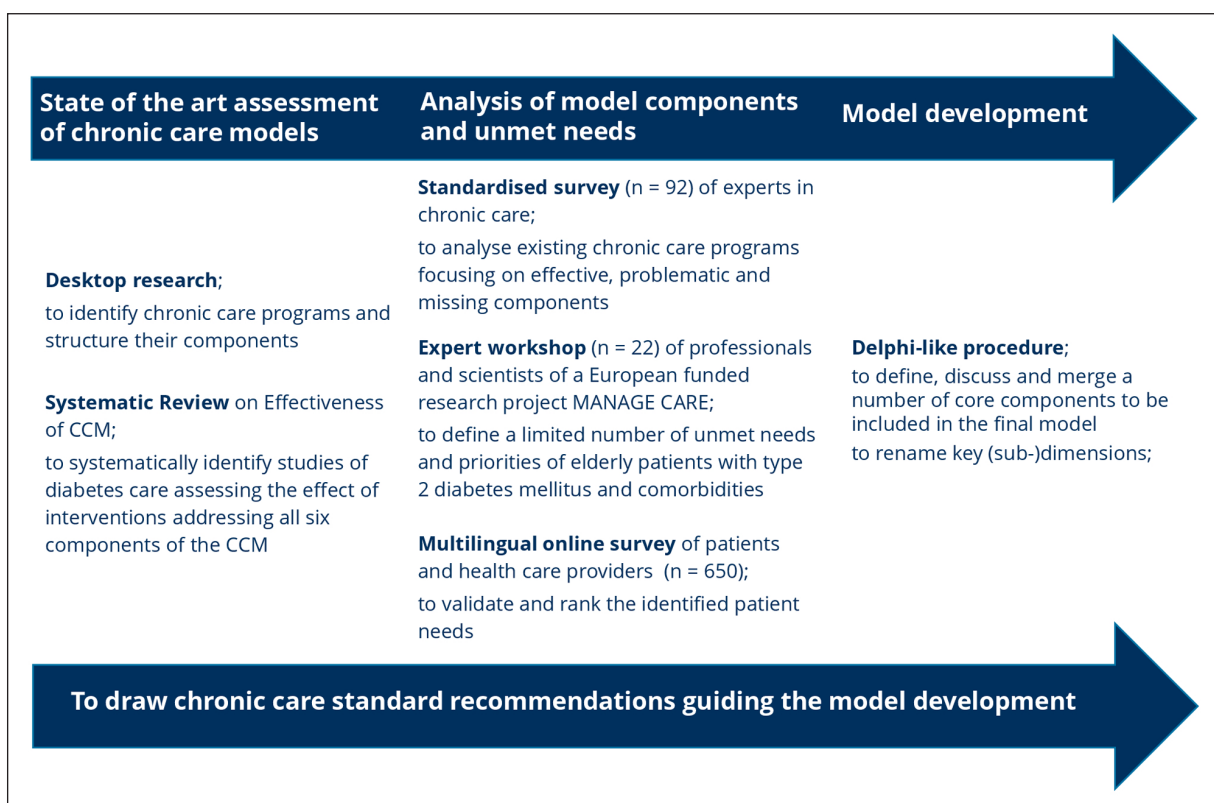 State of the art assessment
of chronic care models
Analysis of model components
and unmet needs
Model development
Desktop research;
to identify chronic care programs and
structure their components
Systematic Review on Effectiveness
of CCM;
to systematically identify studies of
diabetes care assessing the effect of
interventions addressing all six
components of the CCM
Standardised survey (n = 92) of experts in
chronic care;
to analyse existing chronic care programs
focusing on effective, problematic and
missing components
Expert workshop (n = 22) of professionals
and scientists of a European funded
research project MANAGE CARE;
to define a limited number of unmet needs
and priorities of elderly patients with type
2 diabetes mellitus and comorbidities
Multilingual online survey of patients
and health care providers (n = 650);
to validate and rank the identified patient
needs
Delphi-like procedure;
to define, discuss and merge a
number of core components to be
included in the final model
to rename key (sub-)dimensions;
To draw chronic care standard recommendations guiding the model development